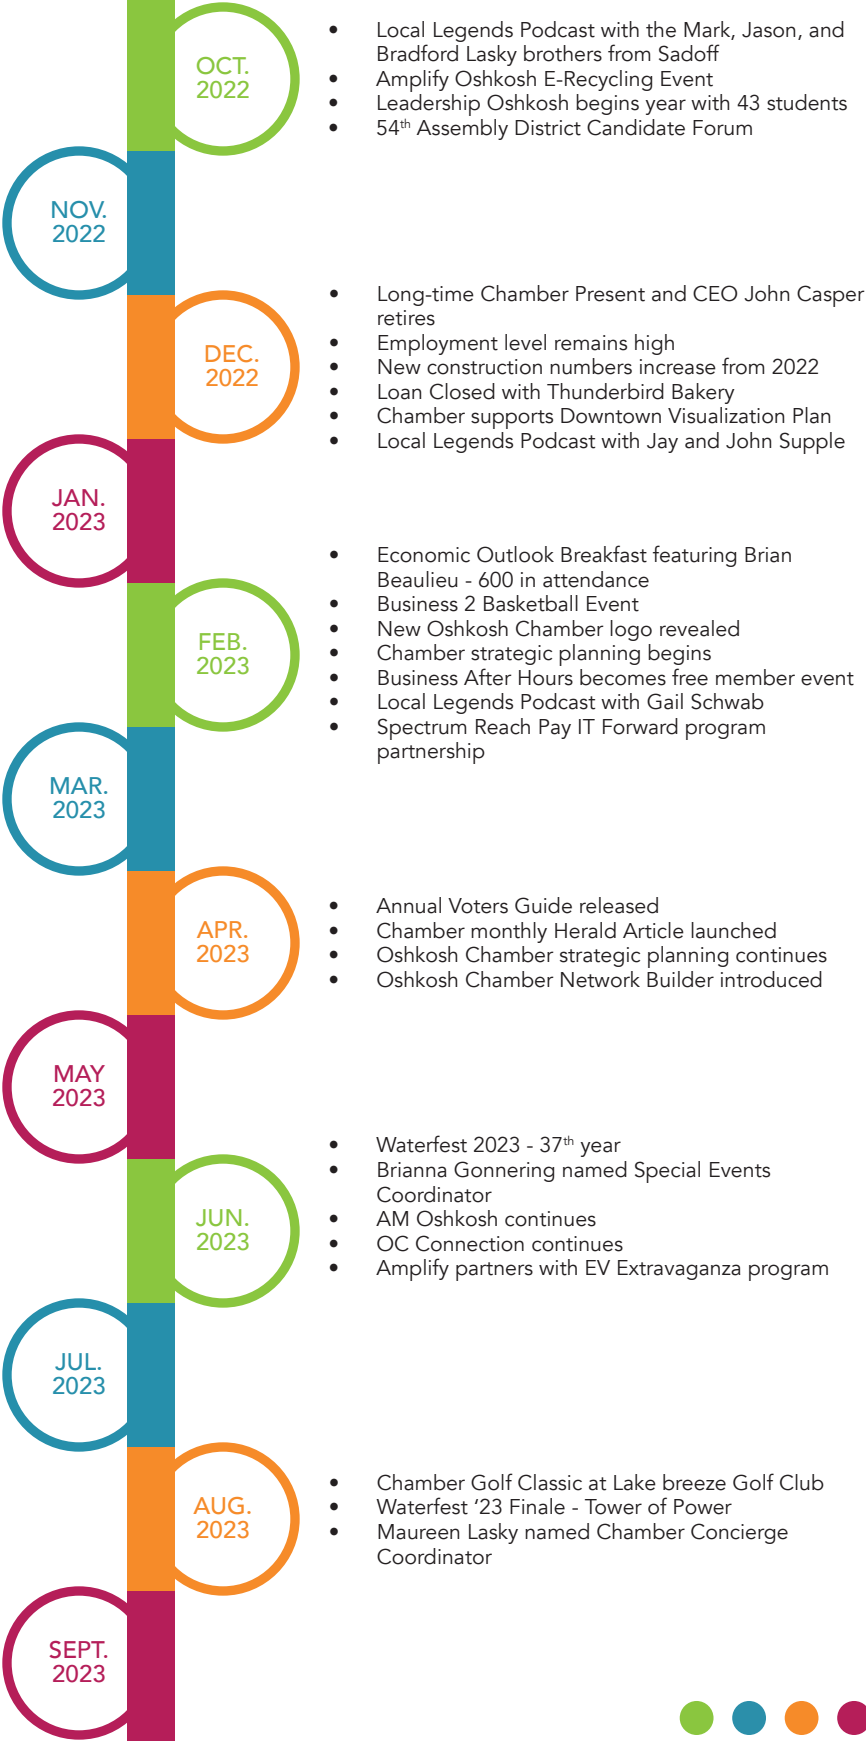 OCT.
2022
• Local Legends Podcast with the Mark, Jason, and
Bradford Lasky brothers from Sadoff
• Amplify Oshkosh E-Recycling Event
• Leadership Oshkosh begins year with 43 students
• 54th Assembly District Candidate Forum
NOV.
2022
DEC.
2022
• Long-time Chamber Present and CEO John Casper
retires
• Employment level remains high
• New construction numbers increase from 2022
• Loan Closed with Thunderbird Bakery
• Chamber supports Downtown Visualization Plan
• Local Legends Podcast with Jay and John Supple
JAN.
2023
FEB.
2023
• Economic Outlook Breakfast featuring Brian
Beaulieu - 600 in attendance
• Business 2 Basketball Event
• New Oshkosh Chamber logo revealed
• Chamber strategic planning begins
• Business After Hours becomes free member event
• Local Legends Podcast with Gail Schwab
• Spectrum Reach Pay IT Forward program
partnership
MAR.
2023
APR.
2023
• Annual Voters Guide released
• Chamber monthly Herald Article launched
• Oshkosh Chamber strategic planning continues
• Oshkosh Chamber Network Builder introduced
MAY
2023
JUN.
2023
• Waterfest 2023 - 37th year
• Brianna Gonnering named Special Events
Coordinator
• AM Oshkosh continues
• OC Connection continues
• Amplify partners with EV Extravaganza program
JUL.
2023
AUG.
2023
• Chamber Golf Classic at Lake breeze Golf Club
• Waterfest ‘23 Finale - Tower of Power
• Maureen Lasky named Chamber Concierge
Coordinator
SEPT.
2023